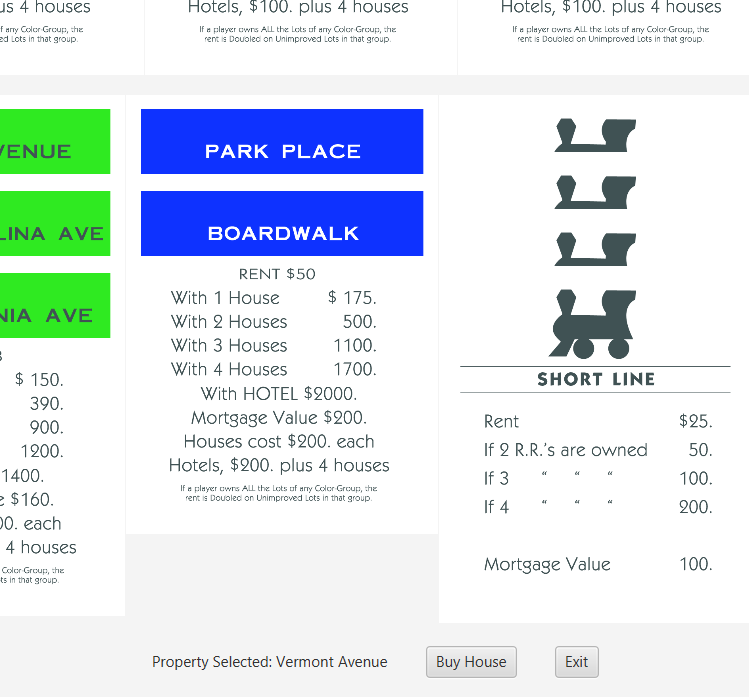 us 4 houses
f any Color-Group, the
ed Lots in that group.
Hotels, $100. plus 4 houses
If a player owns ALL the Lots of any Color-Group, the
rent is Doubled on Unimproved Lots in that group.
Hotels, $100. plus 4 houses
If a player owns ALL the Lots of any Color-Group, the
rent is Doubled on Unimproved Lots in that group.
VENUE
LINA AVE
NIA AVE
$ 150.
390.
900.
1200.
1400.
e $160.
00. each
4 houses
Color-Group, the
ts in that group.
PARK PLACE
BOARDWALK
RENT $50
With 1 House $ 175.
With 2 Houses 500.
With 3 Houses 1100.
With 4 Houses 1700.
With HOTEL $2000.
Mortgage Value $200.
Houses cost $200. each
Hotels, $200. plus 4 houses
If a player owns ALL the Lots of any Color-Group, the
rent is Doubled on Unimproved Lots in that group.
SHORT LINE
Rent $25.
If 2 R.R.'s are owned 50.
If 3 “ “ “ 100.
If 4 “ “ “ 200.
Mortgage Value 100.
Property Selected: Vermont Avenue
Buy House
Exit